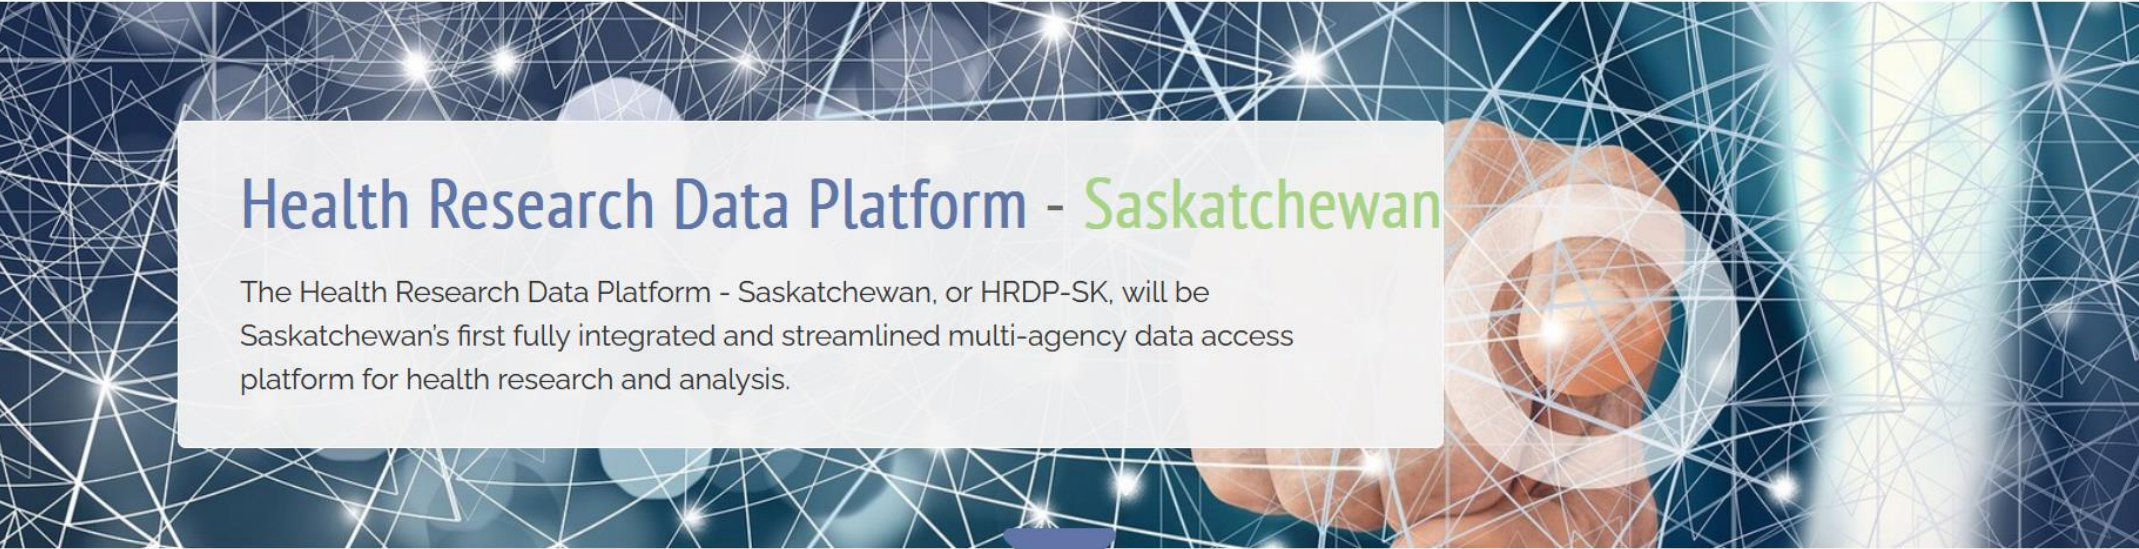 Health Research Data Platform - Saskatchewan
The Health Research Data Platform - Saskatchewan, or HRDP-SK, will be
Saskatchewan's first fully integrated and streamlined multi-agency data access
platform for health research and analysis.